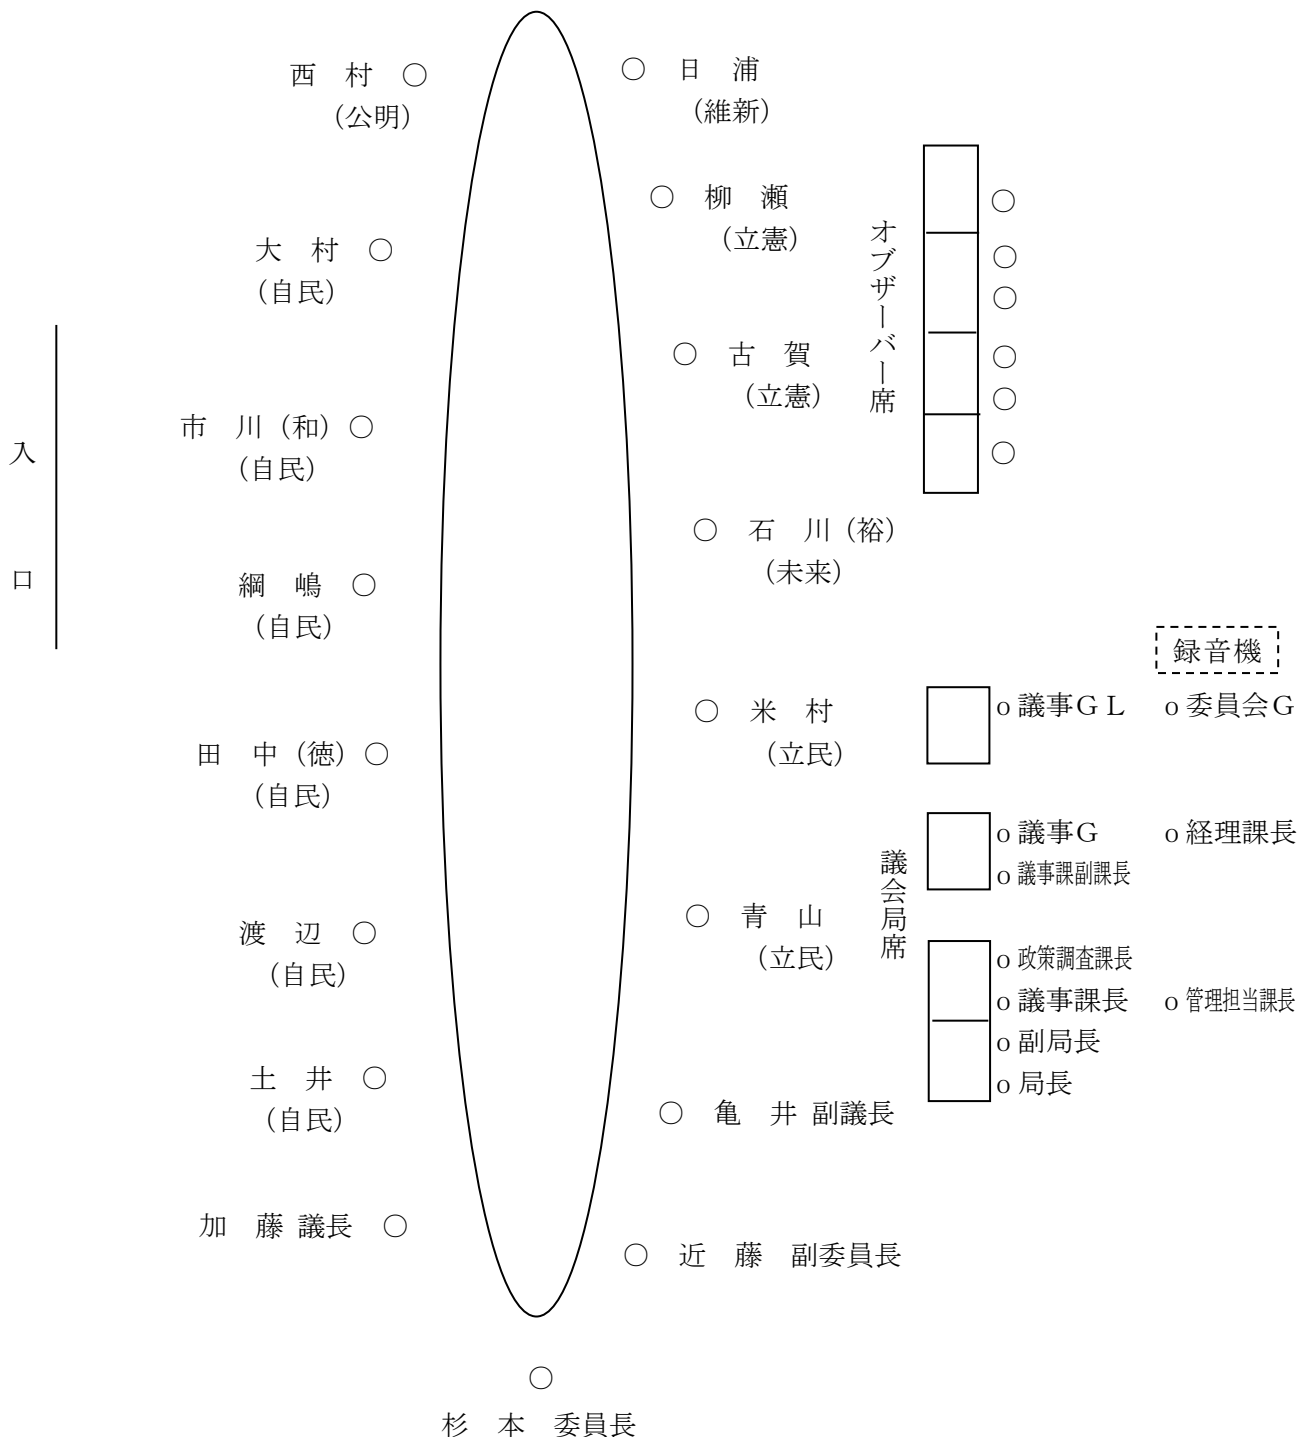 西　村
（公明）
日　浦
（維新）
柳　瀬
（立憲）
大　村
（自民）
オブザーバー席
古　賀
（立憲）
市　川（和）
（自民）
入　口
石　川（裕）
（未来）
綱　嶋
（自民）
録音機
米　村
（立民）
議事ＧＬ
委員会Ｇ
田　中（徳）
（自民）
議会局席
議事Ｇ
経理課長
議事課副課長
青　山
（立民）
渡　辺
（自民）
政策調査課長
議事課長
管理担当課長
副局長
局長
土　井
（自民）
亀　井 副議長
加　藤 議長
近　藤　副委員長
杉　本　委員長